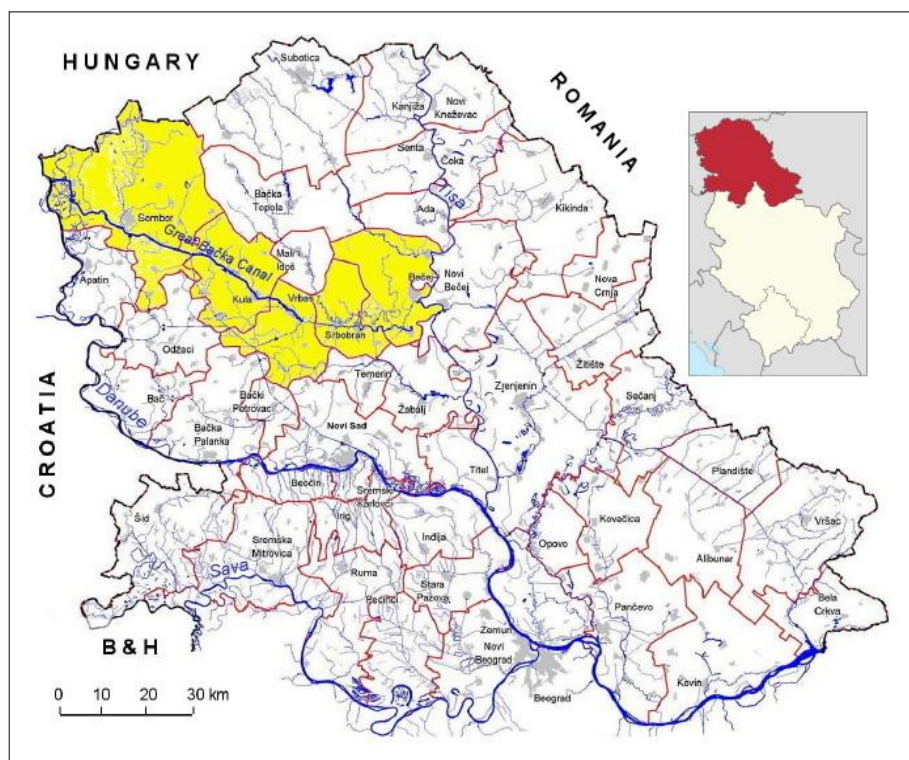 HUNGARY
ROMANIA
CROATIA
B & H
Subotica
Kanjiža
Novi
Kneževac
Senta
Čoka
Tisa
Bačka
Topola
Ada
Kikinda
Sombor
Great Bačka Canal
Mali
Iđoš
Bečej
Novi
Bečej
Nova
Crnja
Apatin
Kula
Vrbas
Srbobran
Odžaci
Temerin
Žitište
Zrenjenin
Sečanj
Danube
Bač
Bački
Petrovac
Žabalj
Bačka
Palanka
Novi Sad
Titel
Plandište
Beočin
Sremski
Karlovci
Kovačica
Vršac
Šid
Irig
Sremska
Mitrovica
Inđija
Opovo
Alibunar
Sava
Ruma
Stara
Pazova
Pećinci
Pančevo
Bela
Crkva
Zemun
Novi
Beograd
Beograd
Kovin
0 10 20 30 km